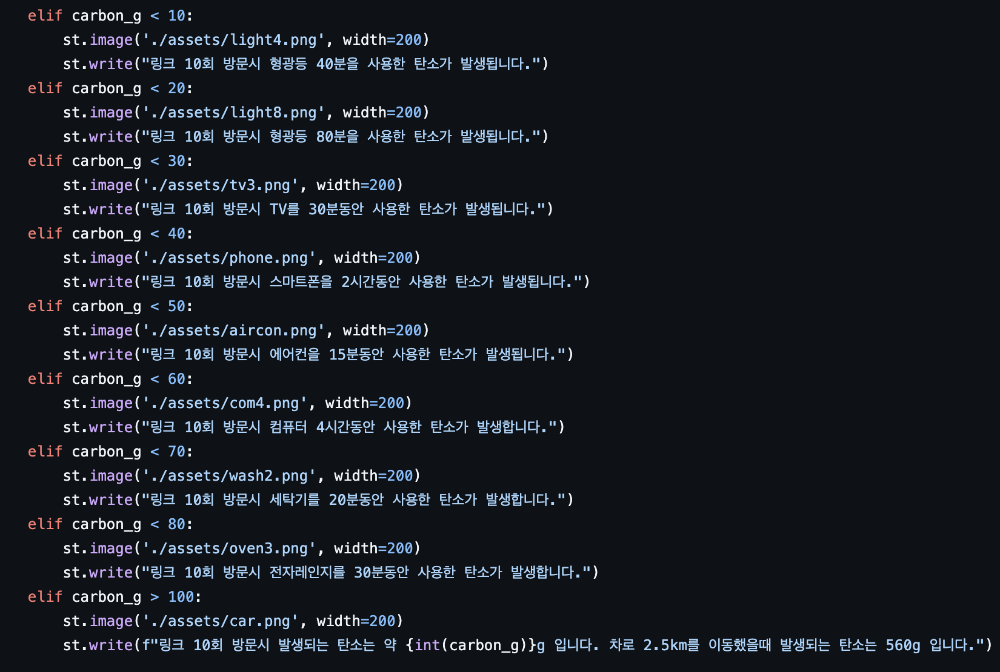 elif carbon_g < 10:
st.image('./assets/light4.png', width=200)
st.write("링크 10회 방문시 형광등 40분을 사용한 탄소가 발생됩니다.")
elif carbon_g < 20:
st.image('./assets/light8.png', width=200)
st.write("링크 10회 방문시 형광등 80분을 사용한 탄소가 발생됩니다.")
elif carbon_g < 30:
st.image('./assets/tv3.png', width=200)
st.write("링크 10회 방문시 TV를 30분동안 사용한 탄소가 발생됩니다.")
elif carbon_g < 40:
st.image('./assets/phone.png', width=200)
st.write("링크 10회 방문시 스마트폰을 2시간동안 사용한 탄소가 발생됩니다.")
elif carbon_g < 50:
st.image('./assets/aircon.png', width=200)
st.write("링크 10회 방문시 에어컨을 15분동안 사용한 탄소가 발생됩니다.")
elif carbon_g < 60:
st.image('./assets/com4.png', width=200)
st.write("링크 10회 방문시 컴퓨터 4시간동안 사용한 탄소가 발생합니다.")
elif carbon_g < 70:
st.image('./assets/wash2.png', width=200)
st.write("링크 10회 방문시 세탁기를 20분동안 사용한 탄소가 발생합니다.")
elif carbon_g < 80:
st.image('./assets/oven3.png', width=200)
st.write("링크 10회 방문시 전자레인지를 30분동안 사용한 탄소가 발생합니다.")
elif carbon_g > 100:
st.image('./assets/car.png', width=200)
st.write(f"링크 10회 방문시 발생되는 탄소는 약 {int(carbon_g)}g 입니다. 차로 2.5km를 이동했을때 발생되는 탄소는 560g 입니다.")